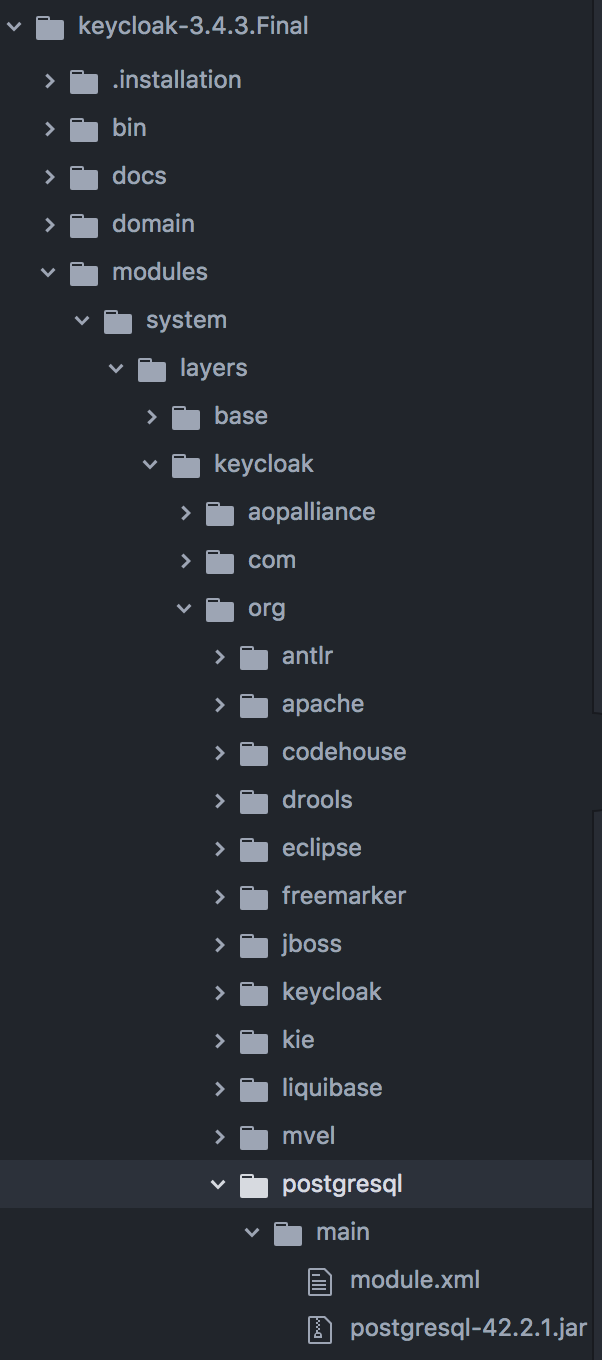 keycloak-3.4.3.Final
.installation
bin
docs
domain
modules
system
layers
base
keycloak
aopalliance
com
org
antlr
apache
codehouse
drools
eclipse
freemarker
jboss
keycloak
kie
liquibase
mvel
postgresql
main
module.xml
postgresql-42.2.1.jar